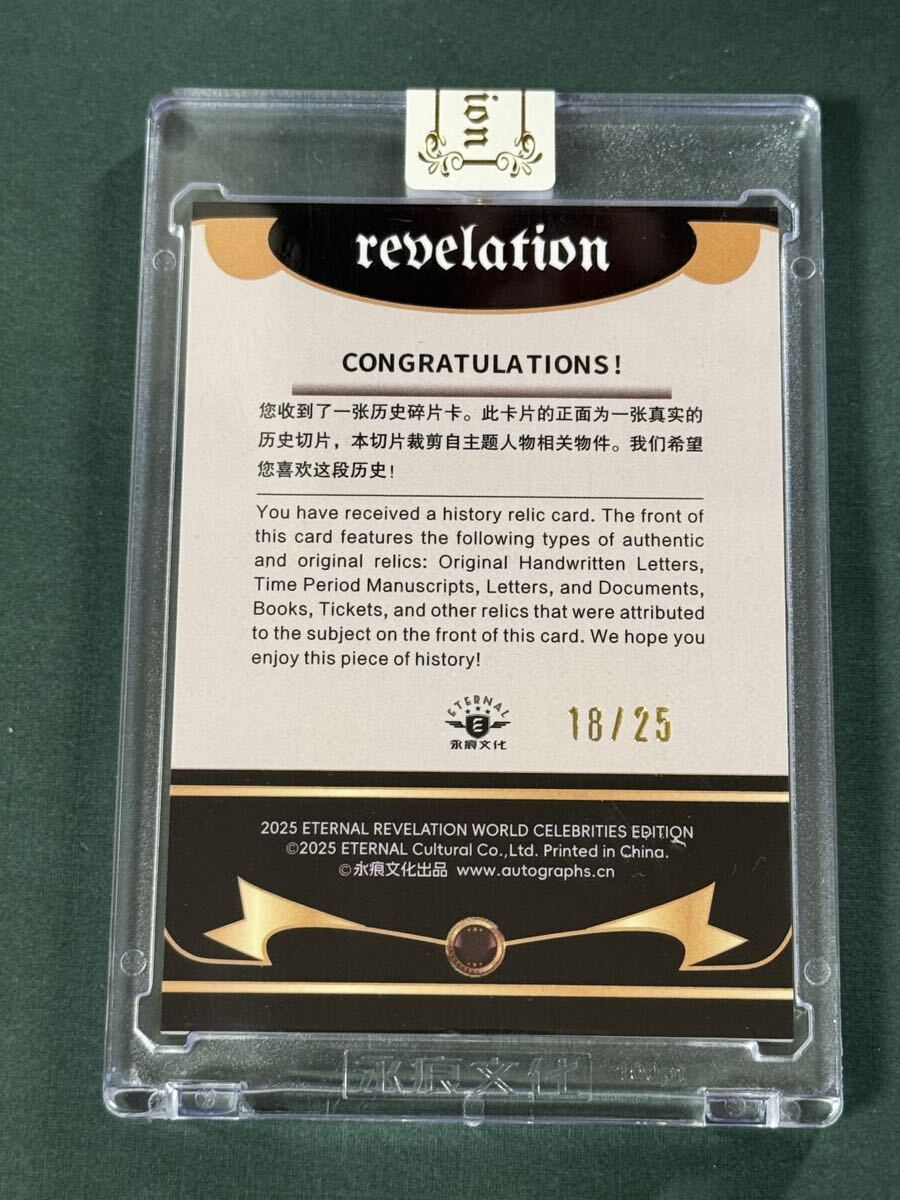 ion
revelation
CONGRATULATIONS!
您收到了一张历史碎片卡。此卡片的正面为一张真实的
历史切片，本切片裁剪自主题人物相关物件。我们希望
您喜欢这段历史!
You have received a history relic card. The front of
this card features the following types of authentic
and original relics: Original Handwritten Letters,
Time Period Manuscripts, Letters, and Documents,
Books, Tickets, and other relics that were attributed
to the subject on the front of this card. We hope you
enjoy this piece of history!
ETERNAL
永痕文化
18/25
2025 ETERNAL REVELATION WORLD CELEBRITIES EDITION
©2025 ETERNAL Cultural Co.,Ltd. Printed in China.
©永痕文化出品 www.autographs.cn
永痕文化